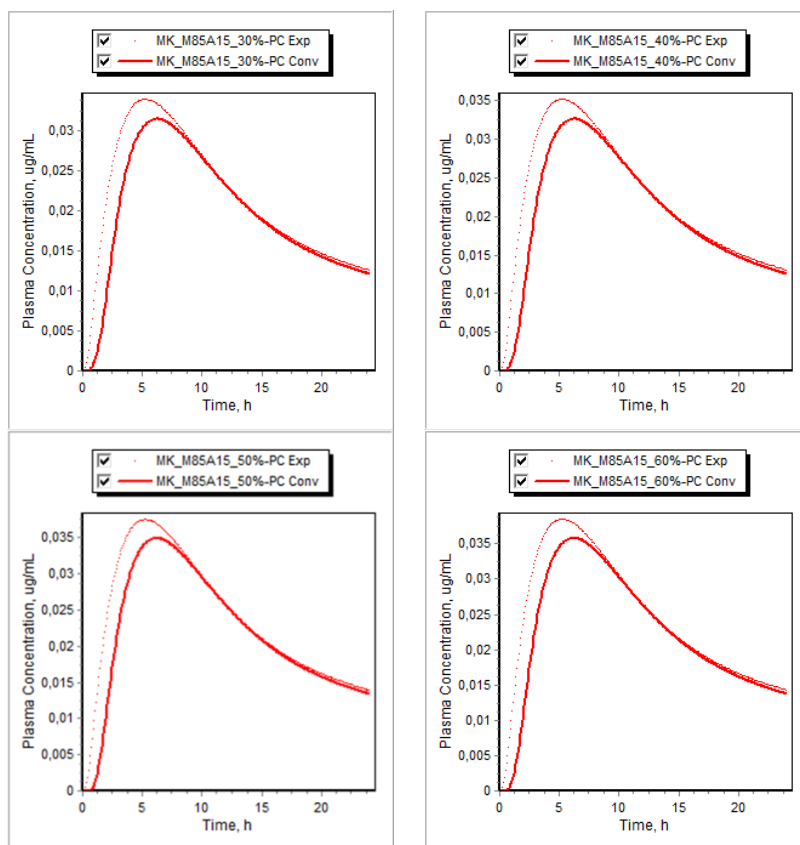 MK_M85A15_30%-PC Exp
MK_M85A15_30%-PC Conv
Plasma Concentration, ug/mL
0,03
0,025
0,02
0,015
0,01
0,005
0
0 5 10 15 20
Time, h
MK_M85A15_40%-PC Exp
MK_M85A15_40%-PC Conv
Plasma Concentration, ug/mL
0,035
0,03
0,025
0,02
0,015
0,01
0,005
0
0 5 10 15 20
Time, h
MK_M85A15_50%-PC Exp
MK_M85A15_50%-PC Conv
Plasma Concentration, ug/mL
0,035
0,03
0,025
0,02
0,015
0,01
0,005
0
0 5 10 15 20
Time, h
MK_M85A15_60%-PC Exp
MK_M85A15_60%-PC Conv
Plasma Concentration, ug/mL
0,035
0,03
0,025
0,02
0,015
0,01
0,005
0
0 5 10 15 20
Time, h